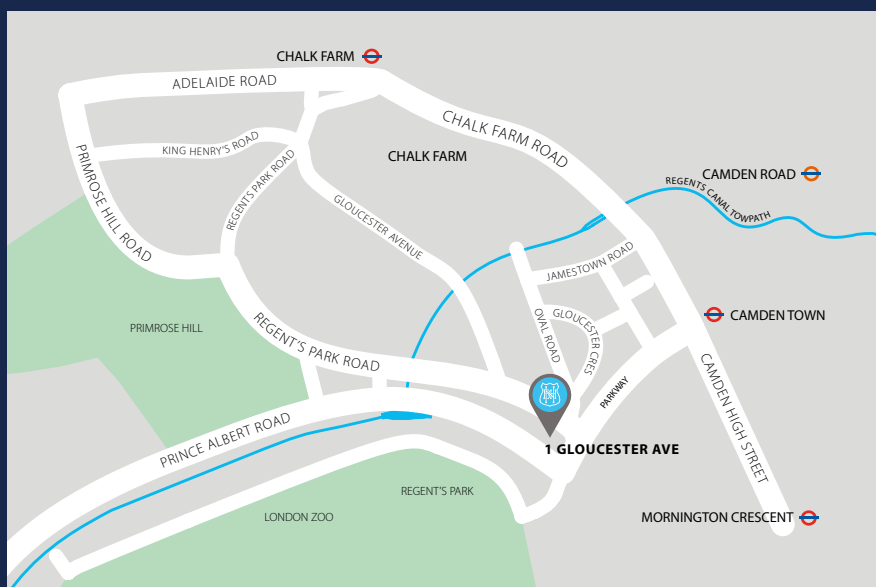 CHALK FARM
ADELAIDE ROAD
CHALK FARM ROAD
KING HENRY'S ROAD
CHALK FARM
PRIMROSE HILL ROAD
REGENTS PARK ROAD
CAMDEN ROAD
REGENTS CANAL TOWPATH
GLOUCESTER AVENUE
JAMESTOWN ROAD
PRIMROSE HILL
REGENT'S PARK ROAD
OVAL ROAD
GLOUCESTER CRES
CAMDEN TOWN
PARKWAY
CAMDEN HIGH STREET
PRINCE ALBERT ROAD
1 GLOUCESTER AVE
REGENT'S PARK
LONDON ZOO
MORNINGTON CRESCENT